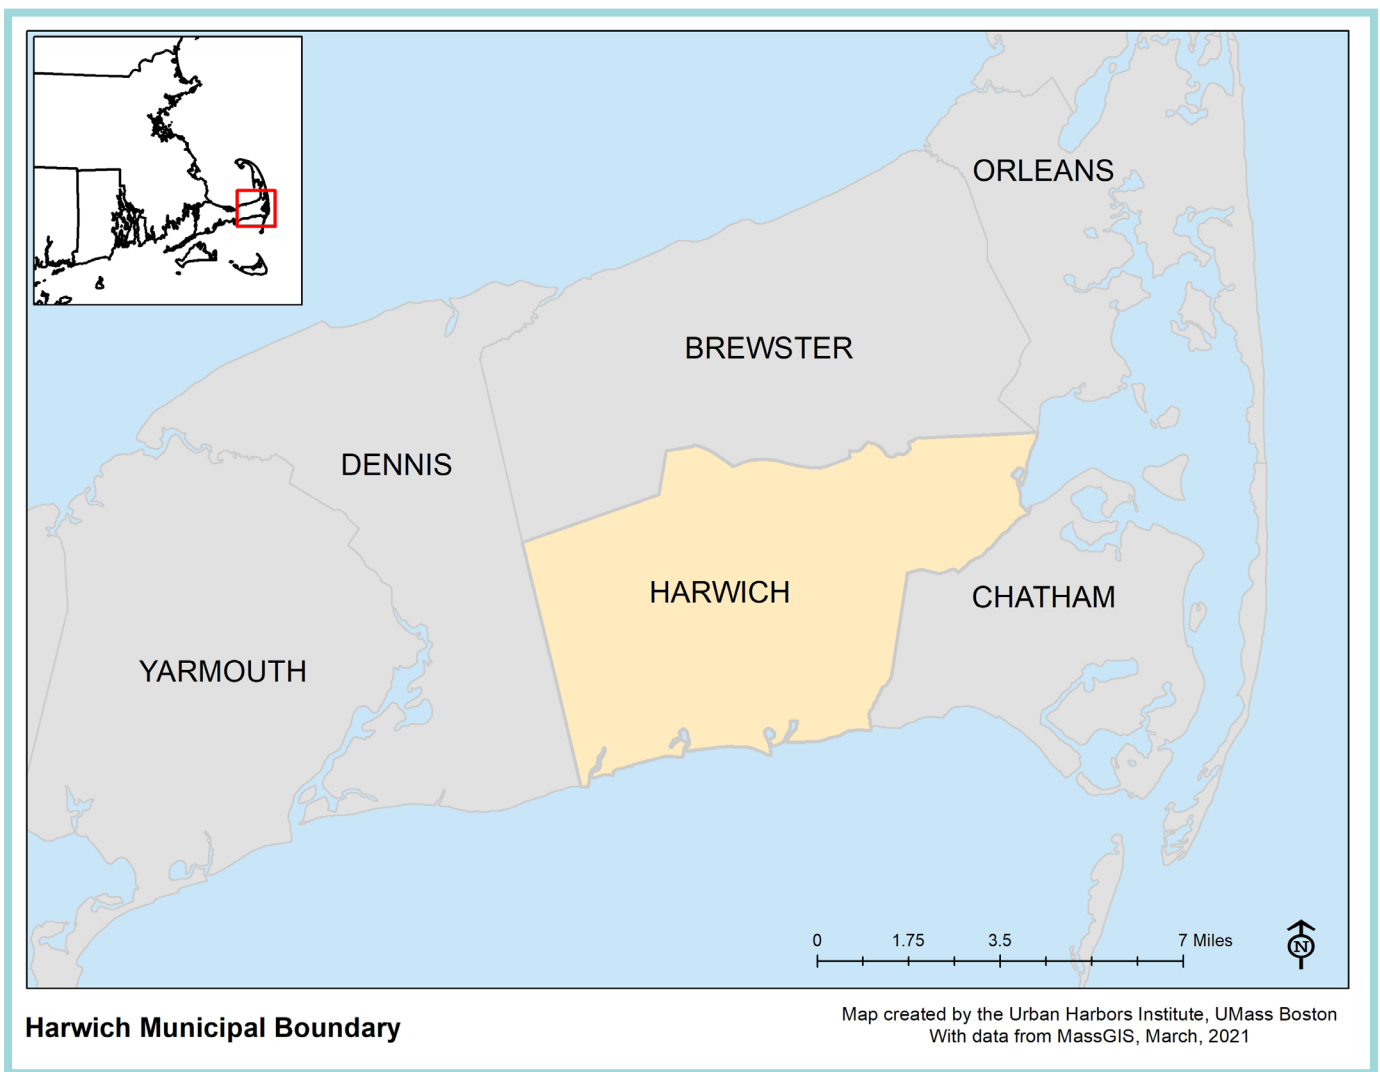 ORLEANS
BREWSTER
DENNIS
HARWICH
CHATHAM
YARMOUTH
0 1.75 3.5 7 Miles
N
Harwich Municipal Boundary
Map created by the Urban Harbors Institute, UMass Boston
With data from MassGIS, March, 2021